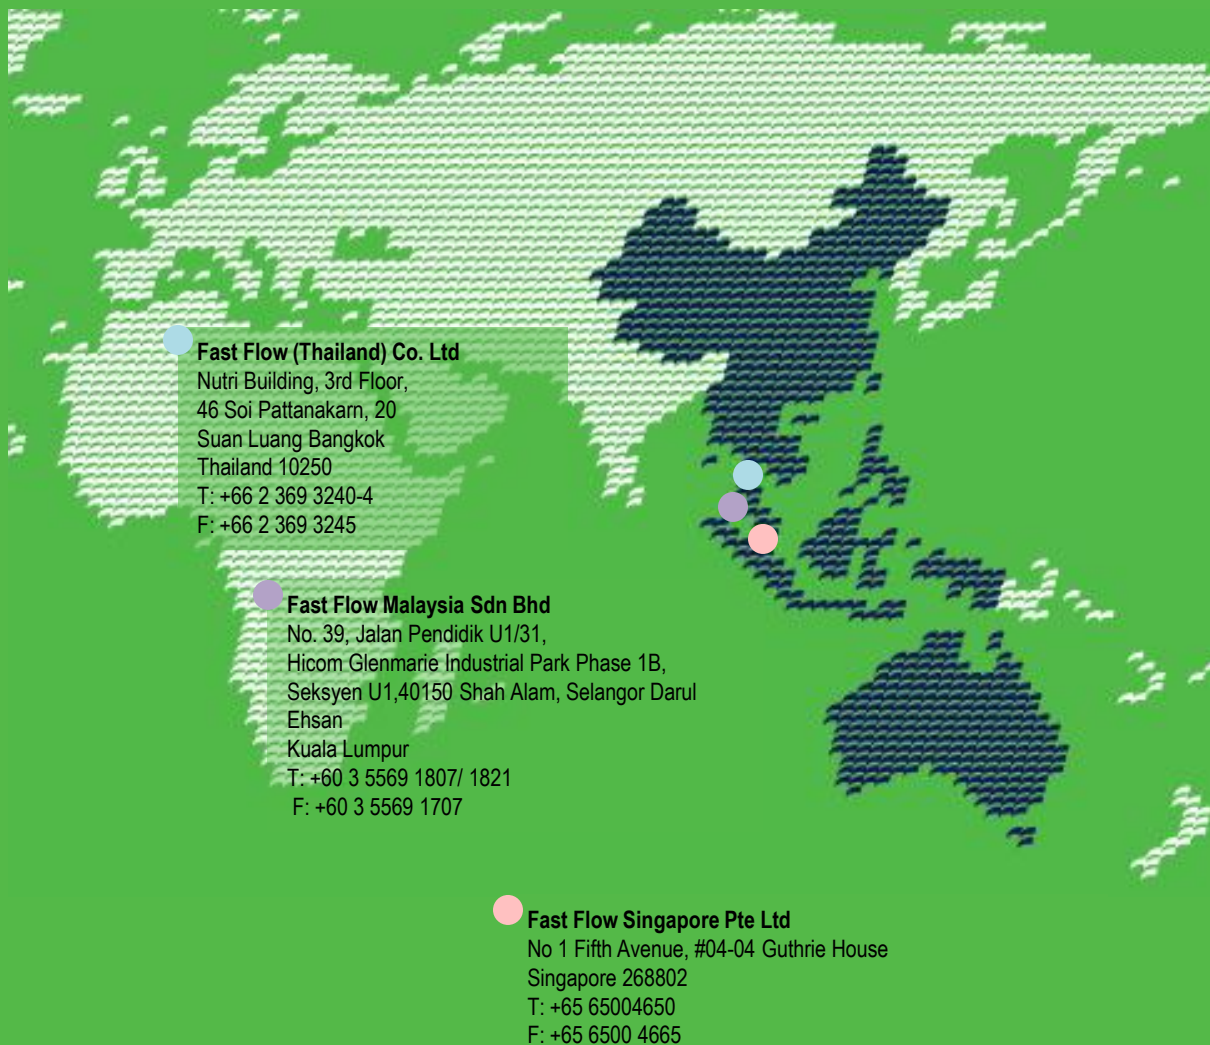 Fast Flow (Thailand) Co. Ltd
Nutri Building, 3rd Floor,
46 Soi Pattanakarn, 20
Suan Luang Bangkok
Thailand 10250
T: +66 2 369 3240-4
F: +66 2 369 3245
Fast Flow Malaysia Sdn Bhd
No. 39, Jalan Pendidik U1/31,
Hicom Glenmarie Industrial Park Phase 1B,
Seksyen U1,40150 Shah Alam, Selangor Darul
Ehsan
Kuala Lumpur
T: +60 3 5569 1807/ 1821
F: +60 3 5569 1707
Fast Flow Singapore Pte Ltd
No 1 Fifth Avenue, #04-04 Guthrie House
Singapore 268802
T: +65 65004650
F: +65 6500 4665